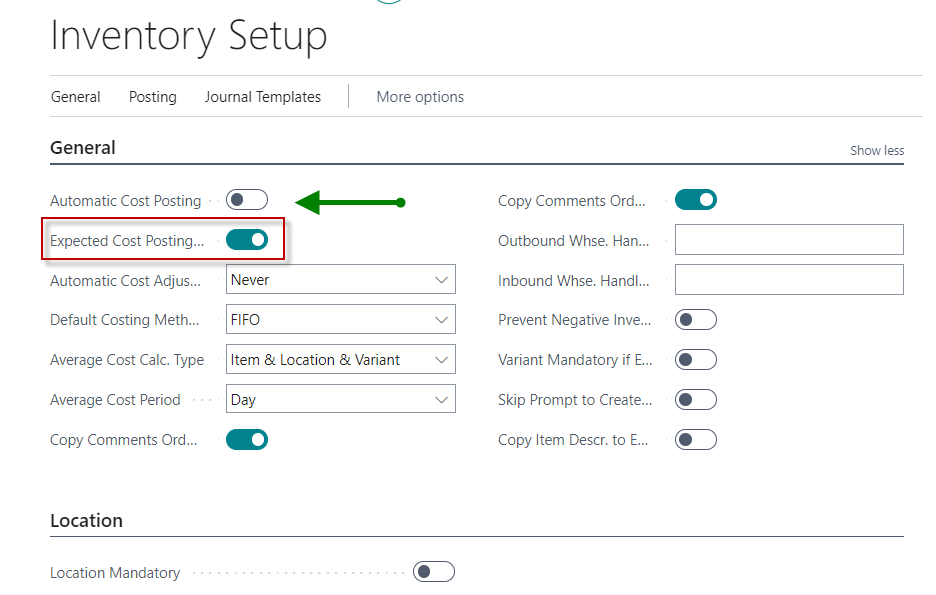 Inventory Setup
General Posting Journal Templates More options
General
Show less
Automatic Cost Posting
Expected Cost Posting...
Automatic Cost Adjus... Never
Default Costing Meth... FIFO
Average Cost Calc. Type Item & Location & Variant
Average Cost Period Day
Copy Comments Ord...
Copy Comments Ord...
Outbound Whse. Han...
Inbound Whse. Handl...
Prevent Negative Inve...
Variant Mandatory if E...
Skip Prompt to Create...
Copy Item Descr. to E...
Location
Location Mandatory